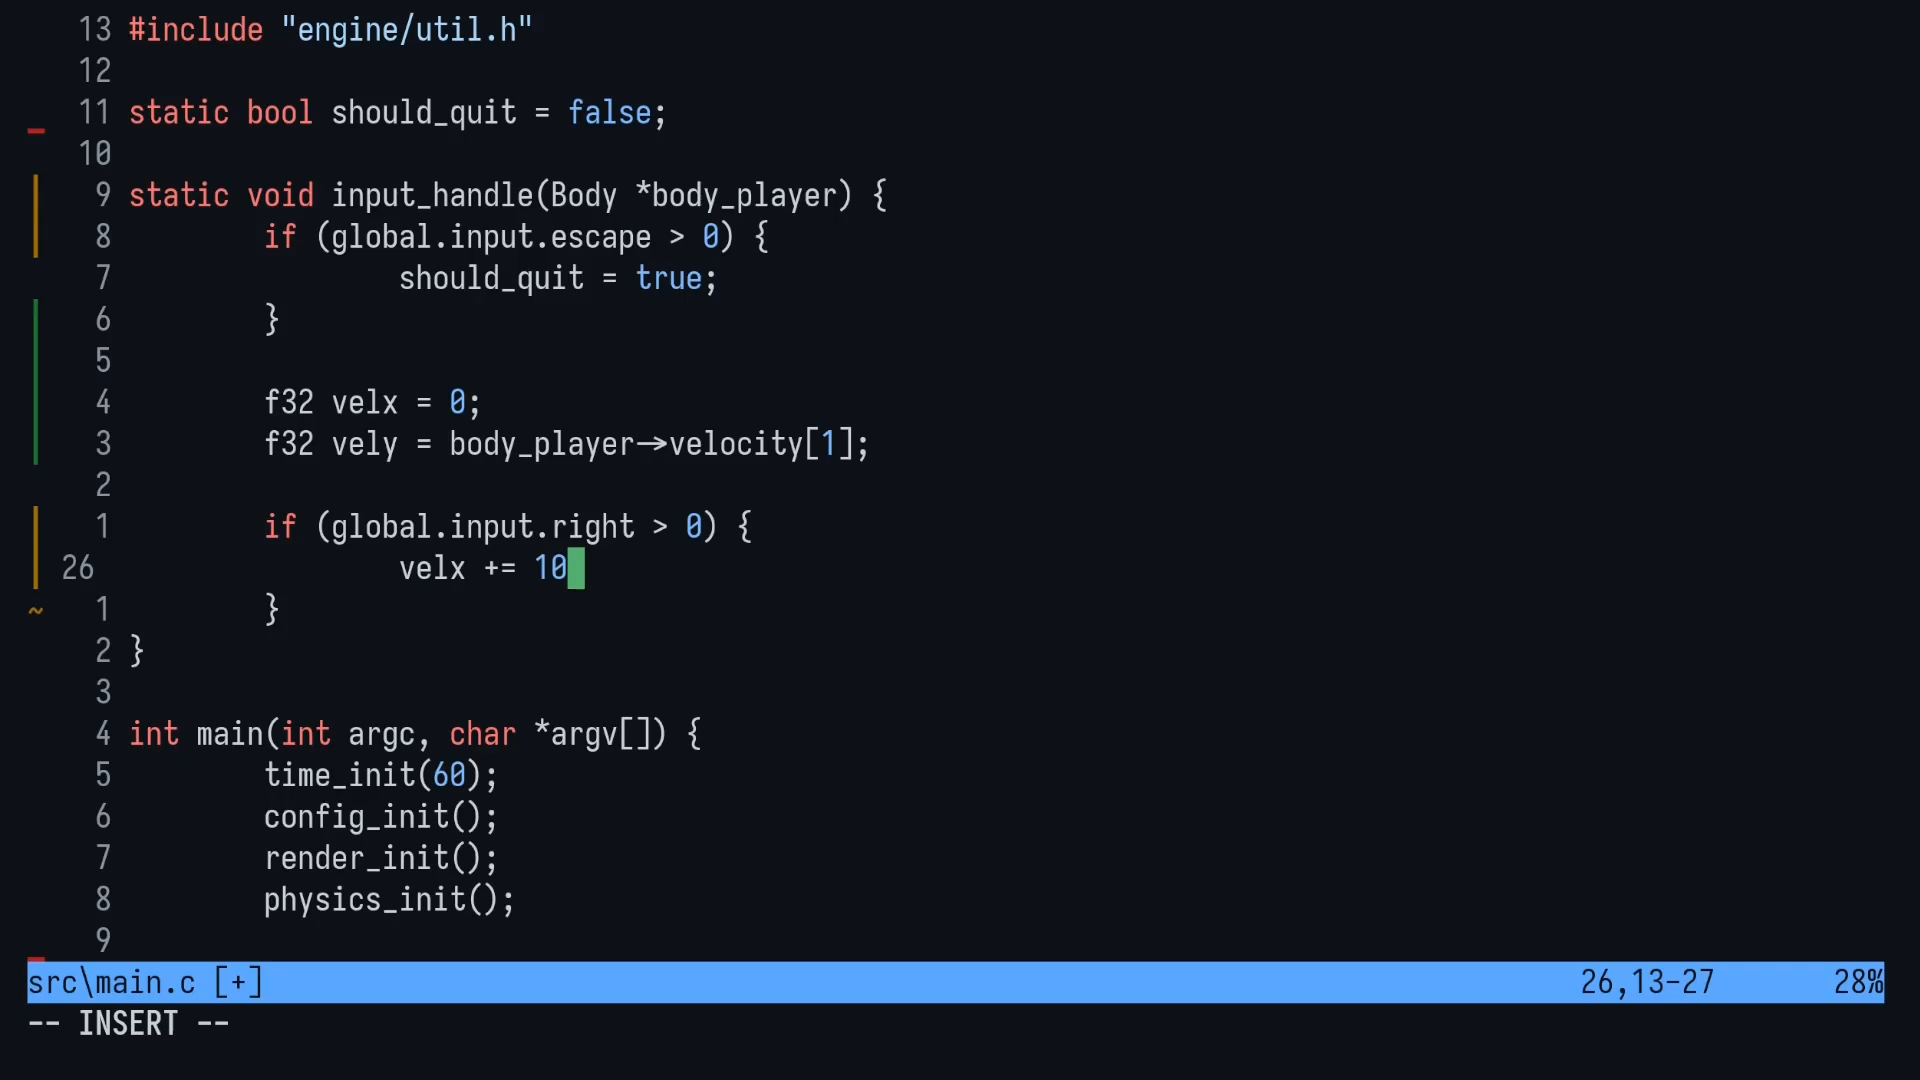 13 #include "engine/util.h"
12
11 static bool should_quit = false;
10
9 static void input_handle(Body *body_player) {
8 if (global.input.escape > 0) {
7 should_quit = true;
6 }
5
4 f32 velx = 0;
3 f32 vely = body_player->velocity[1];
2
1 if (global.input.right > 0) {
26 velx += 10
~ 1 }
2 }
3
4 int main(int argc, char *argv[]) {
5 time_init(60);
6 config_init();
7 render_init();
8 physics_init();
9
src\main.c [+] 26,13-27 28%
-- INSERT --